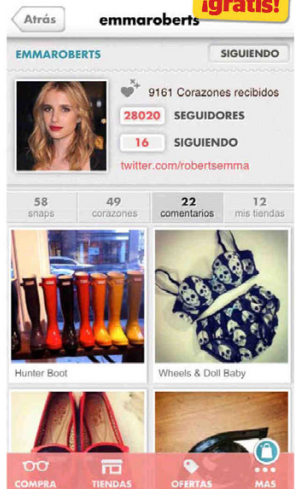 ¡gratis!
Atrás
emmaroberts
EMMAROBERTS
SIGUIENDO
9161 Corazones recibidos
28020 SEGUIDORES
16 SIGUIENDO
twitter.com/robertsemma
58 49 22 12
snaps corazones comentarios mis tiendas
Hunter Boot Wheels & Doll Baby
COMPRA TIENDAS OFERTAS MAS